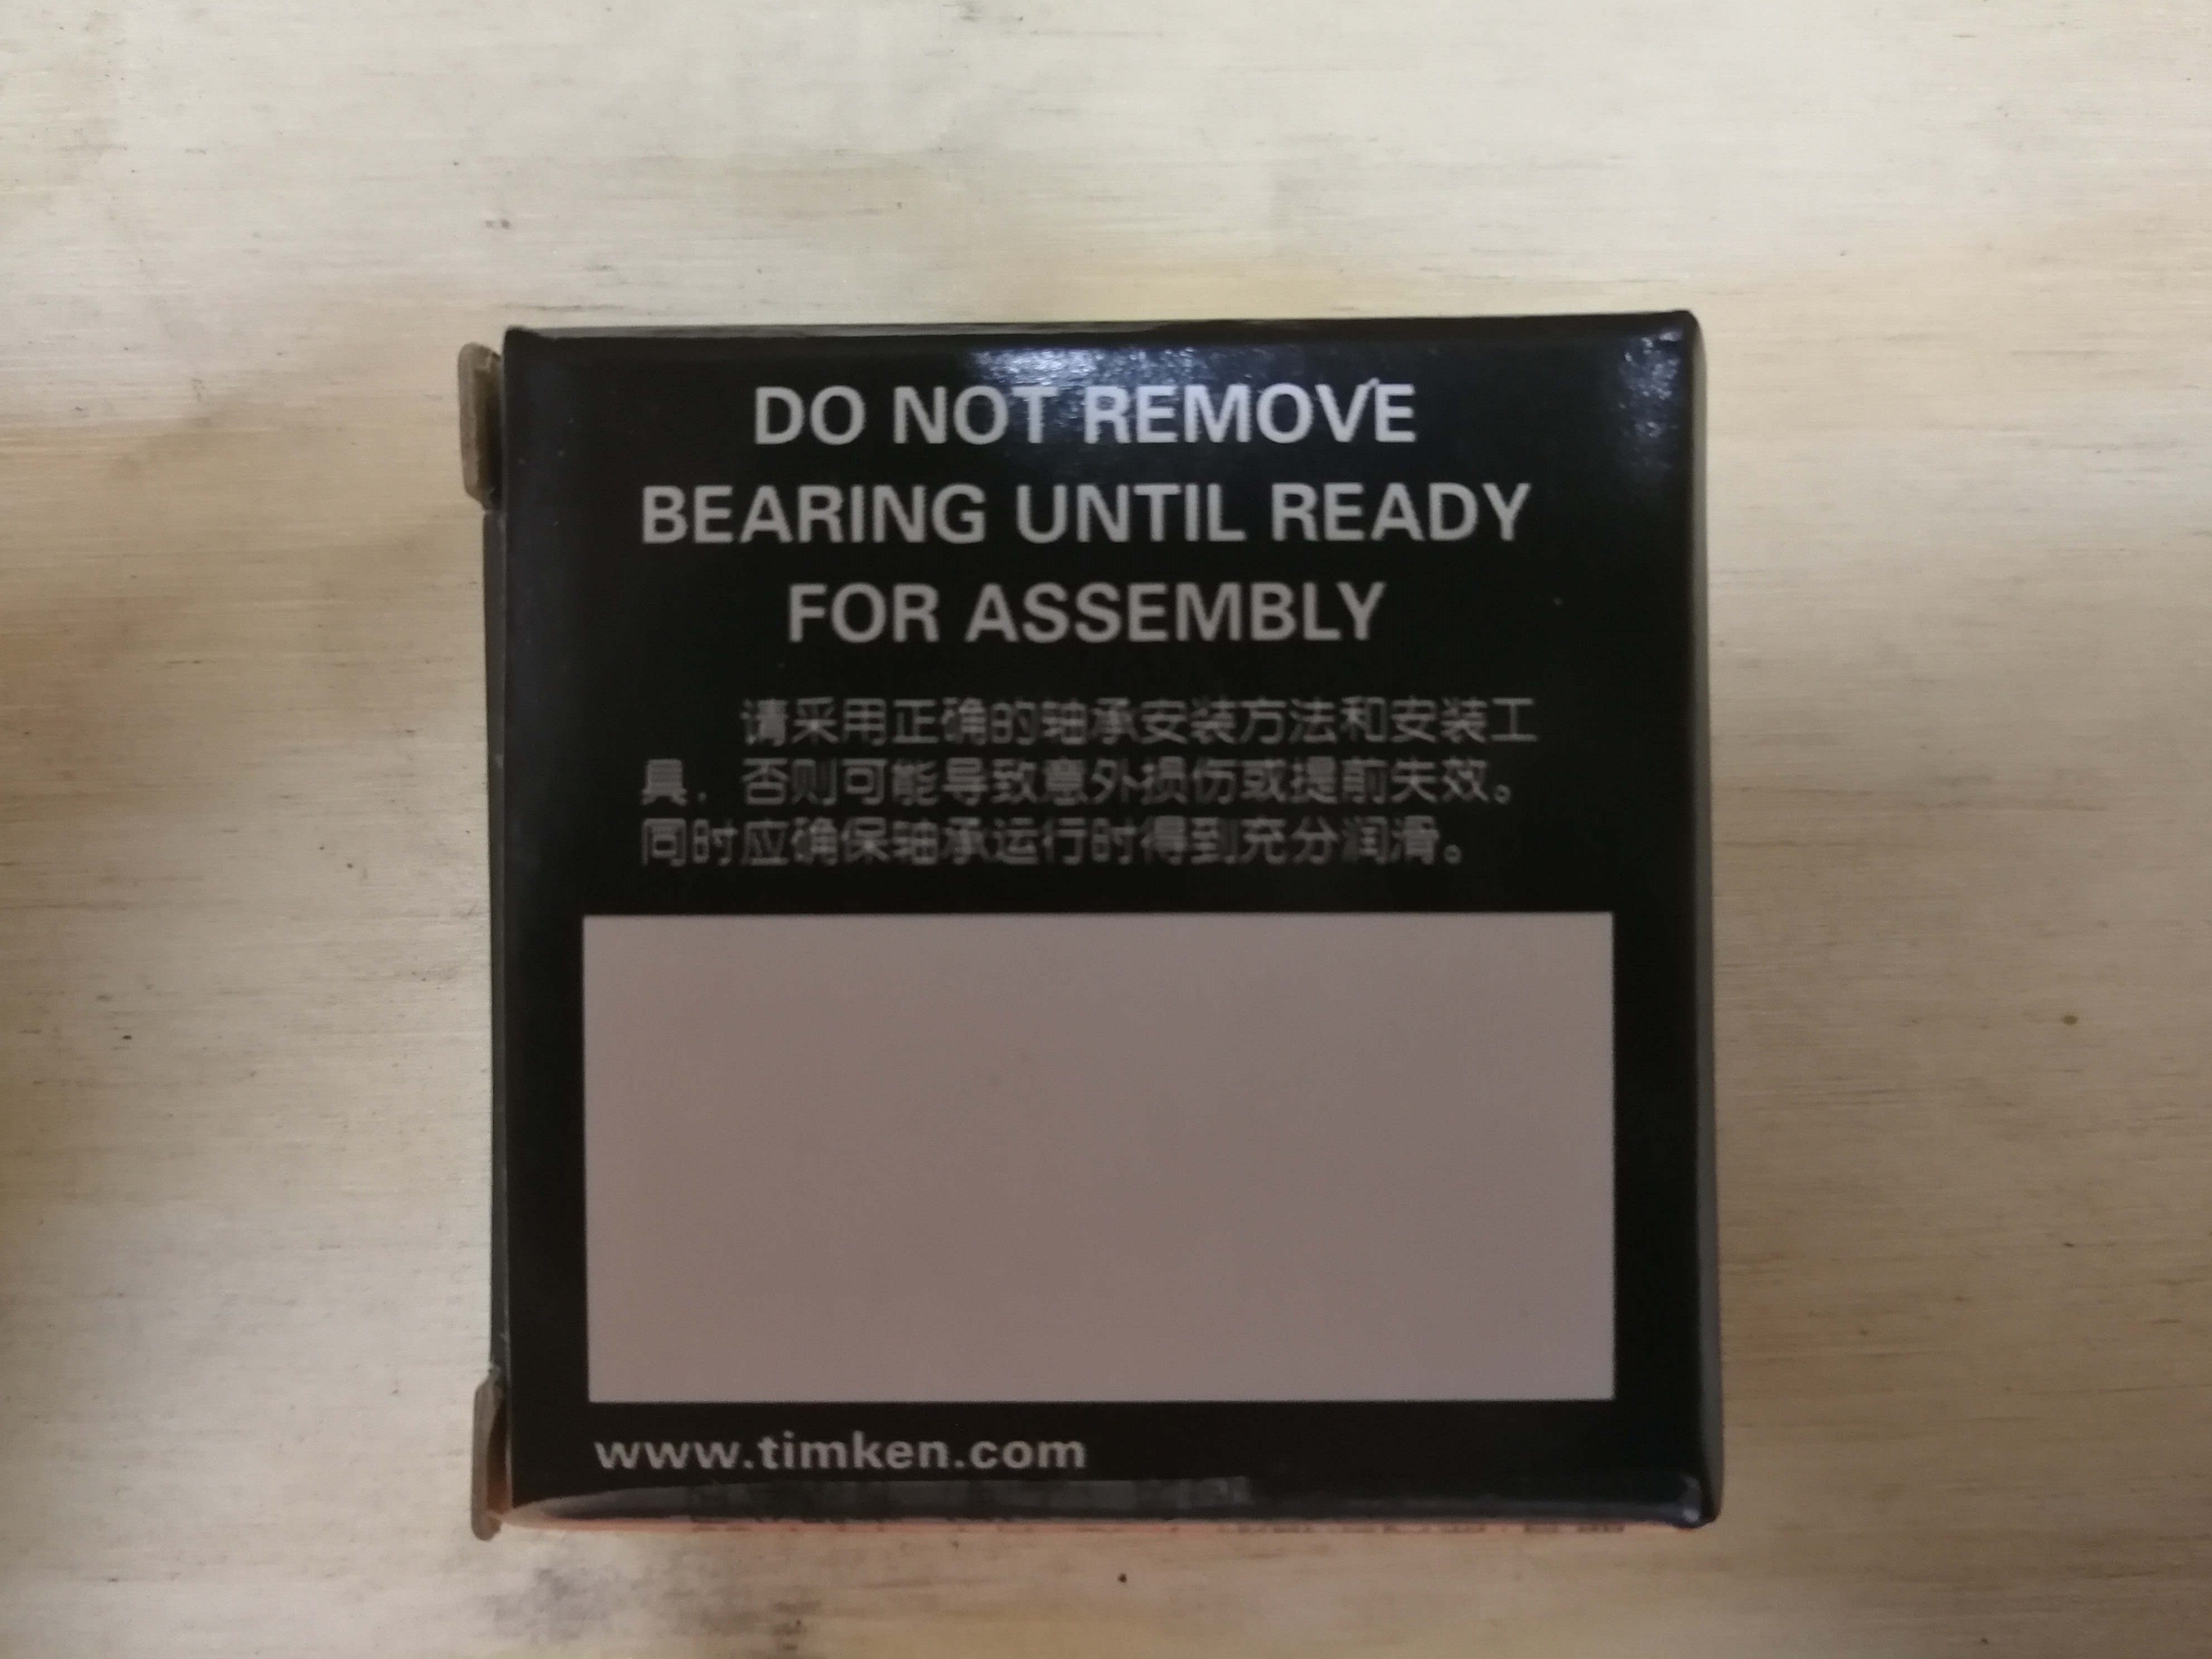 DO NOT REMOVE
BEARING UNTIL READY
FOR ASSEMBLY
请采用正确的轴承安装方法和安装工
具，否则可能导致意外损伤或提前失效。
同时应确保轴承运行时得到充分润滑。
www.timken.com